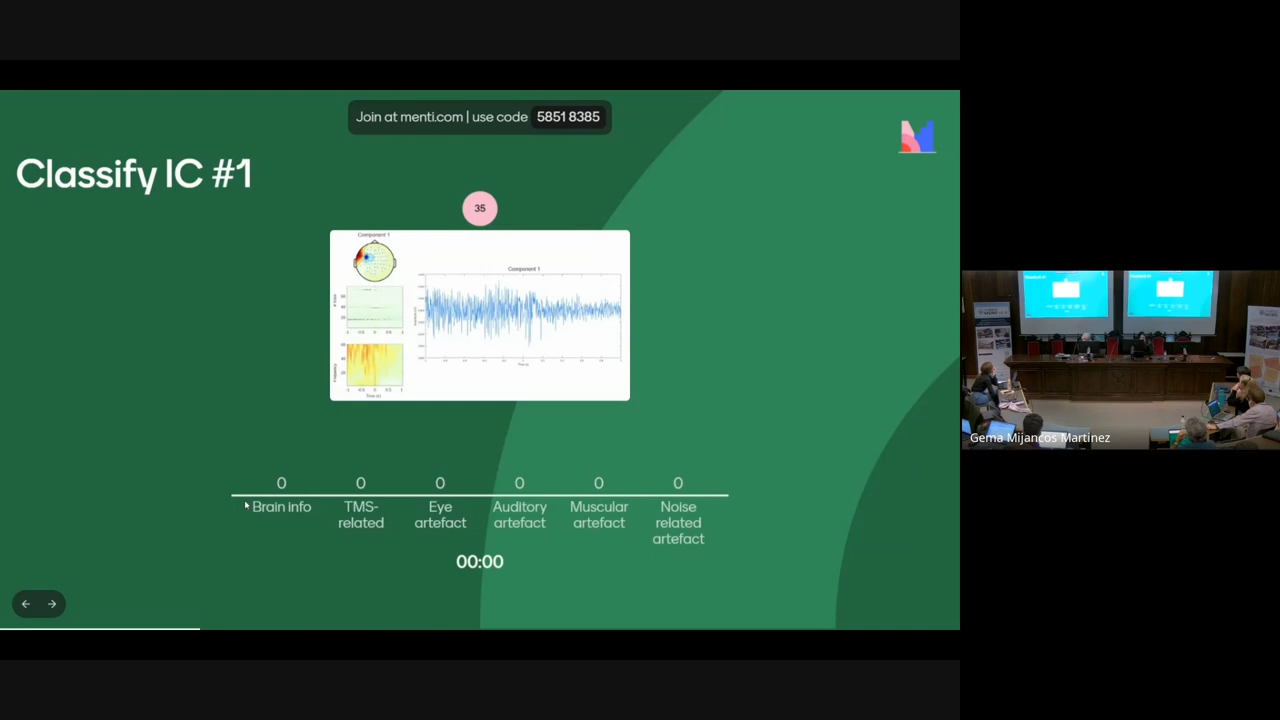 Join at menti.com | use code 5851 8385
Classify IC #1
35
Component 1
Component 1
Time (s)
0 0 0 0 0 0
Brain info
TMS-related
Eye artefact
Auditory artefact
Muscular artefact
Noise related artefact
00:00
Gema Mijancos Martinez